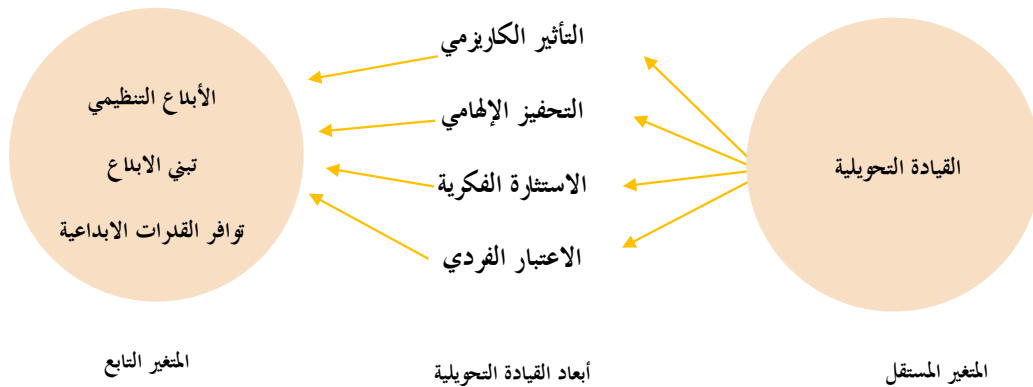 القيادة التحويلية
التأثير الكاريزمي
التحفيز الإلهامي
الاستثارة الفكرية
الاعتبار الفردي
الأبداع التنظيمي
تبني الابداع
توافر القدرات الابداعية
المتغير المستقل
أبعاد القيادة التحويلية
المتغير التابع